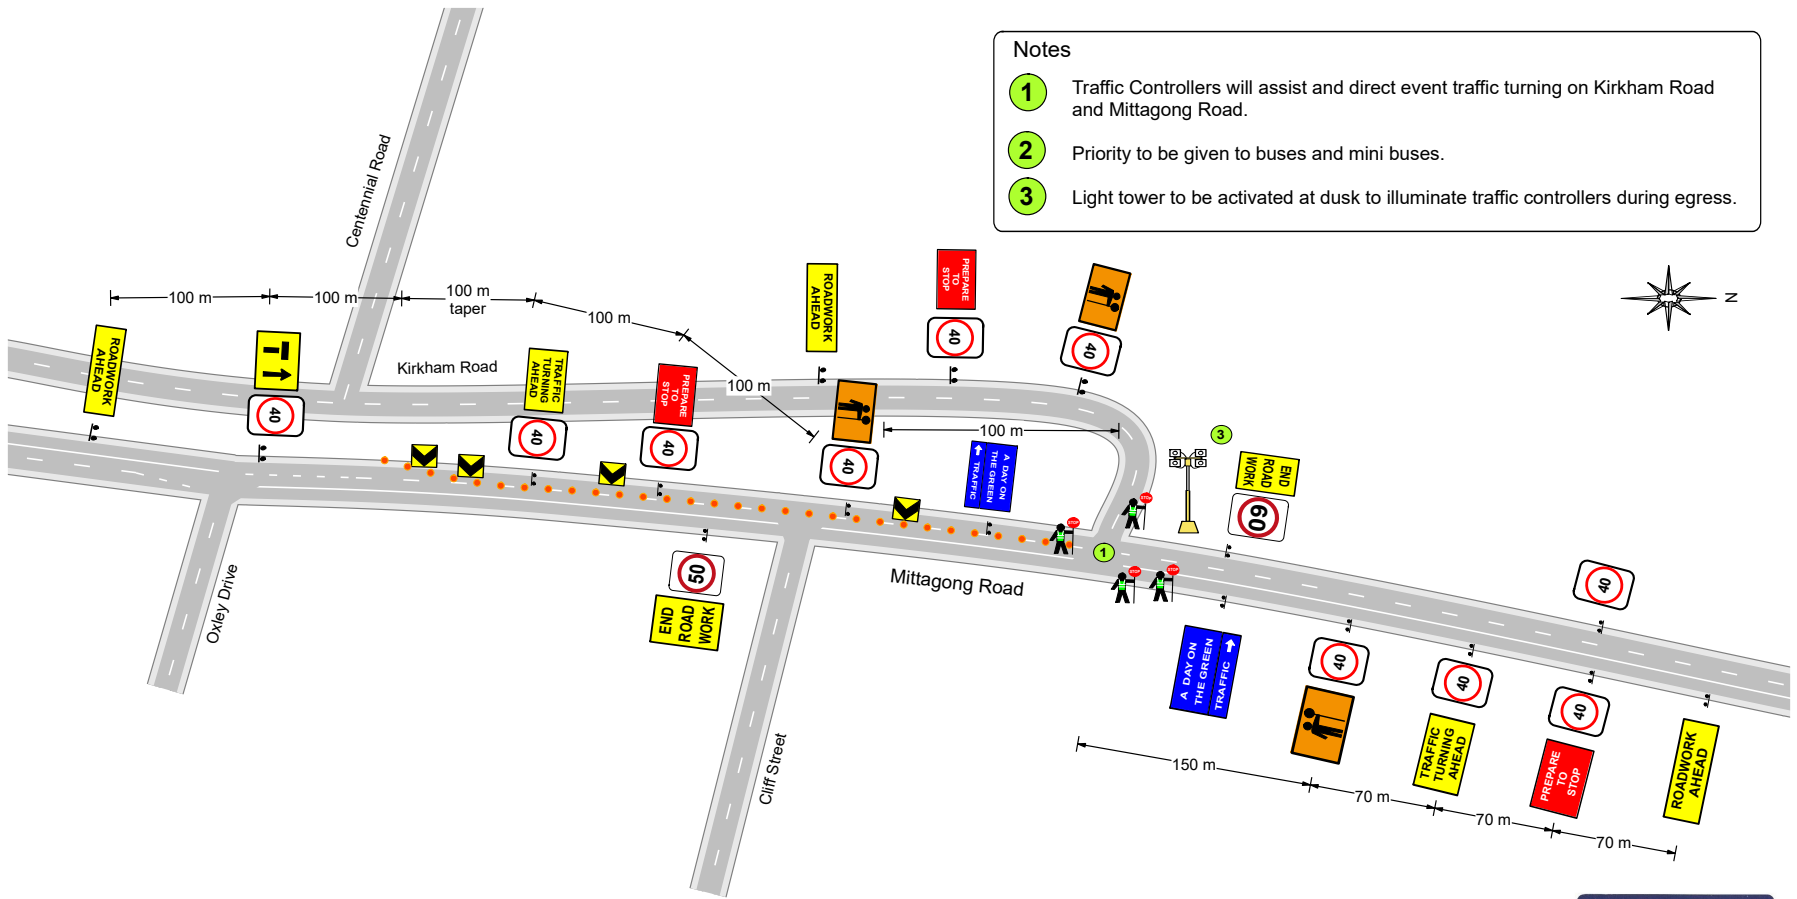 Notes
1
Traffic Controllers will assist and direct event traffic turning on Kirkham Road
and Mittagong Road.
2
Priority to be given to buses and mini buses.
3
Light tower to be activated at dusk to illuminate traffic controllers during egress.
N
Centennial Road
100 m
100 m
100 m
taper
100 m
100 m
100 m
Kirkham Road
ROADWORK
AHEAD
40
TRAFFIC
TURNING
AHEAD
40
PREPARE
TO
STOP
40
40
ROADWORK
AHEAD
PREPARE
TO
STOP
40
40
A DAY ON
THE GREEN
TRAFFIC
3
END
ROAD
WORK
60
STOP
STOP
STOP
STOP
1
50
END
ROAD
WORK
Mittagong Road
Oxley Drive
Cliff Street
A DAY ON
THE GREEN
TRAFFIC
40
40
TRAFFIC
TURNING
AHEAD
40
40
PREPARE
TO
STOP
ROADWORK
AHEAD
150 m
70 m
70 m
70 m